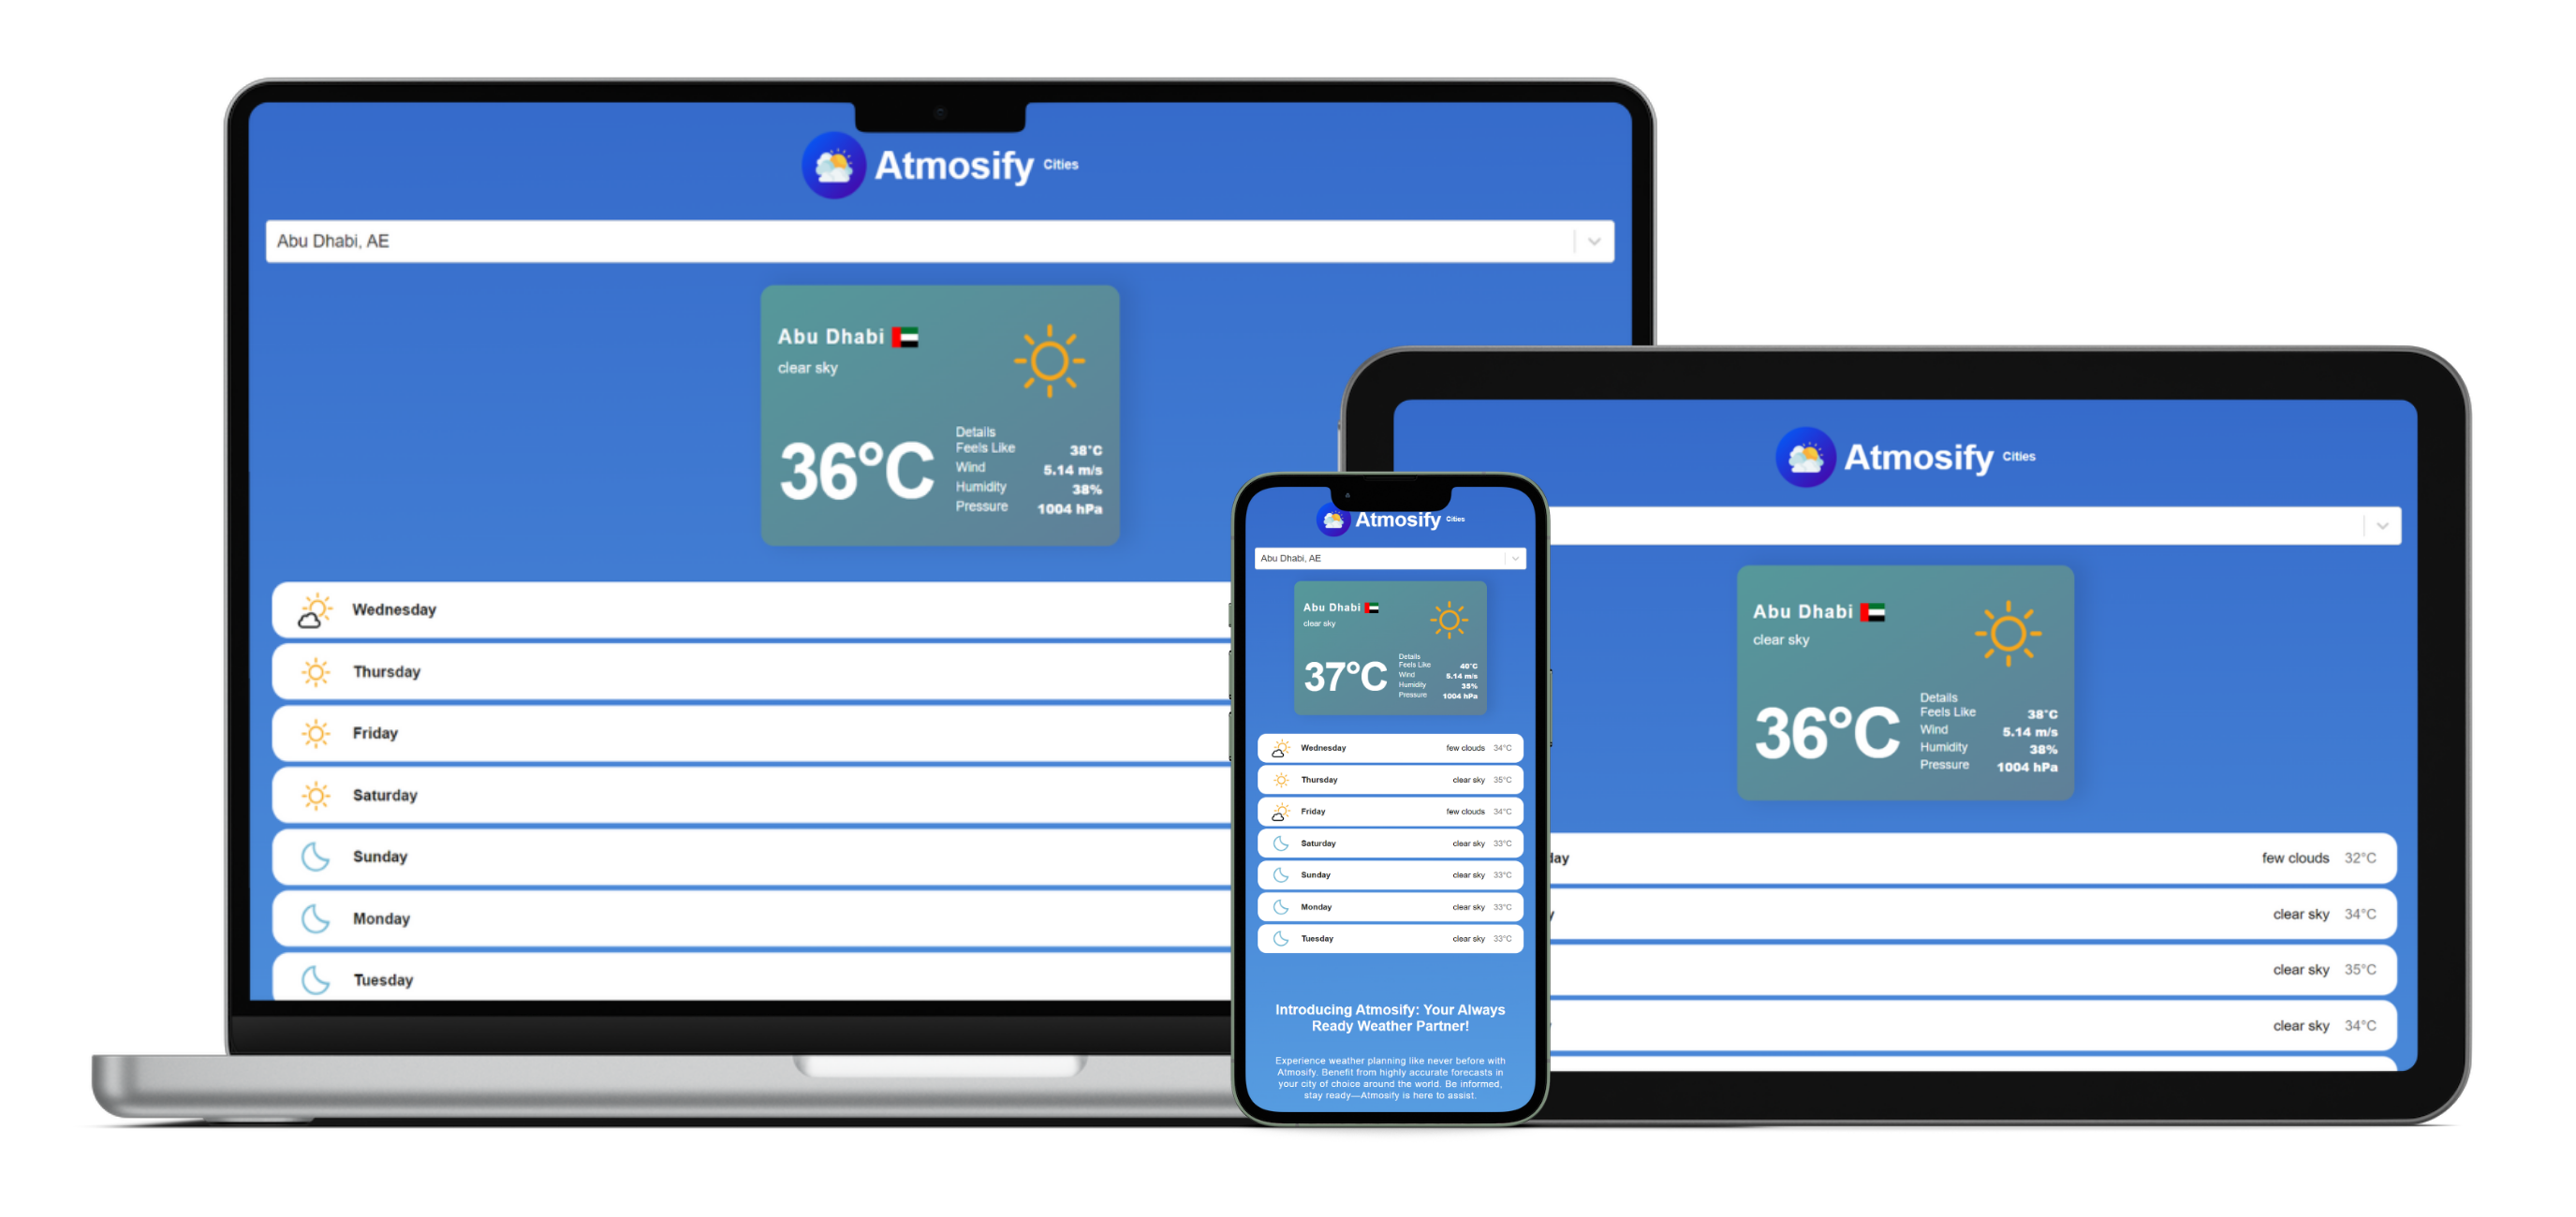 Atmosify Cities
Abu Dhabi, AE
Abu Dhabi
clear sky
36°C
Details
Feels Like 38°C
Wind 5.14 m/s
Humidity 38%
Pressure 1004 hPa
Wednesday
Thursday
Friday
Saturday
Sunday
Monday
Tuesday
Atmosify Cities
Abu Dhabi, AE
Abu Dhabi
clear sky
37°C
Details
Feels Like 40°C
Wind 5.14 m/s
Humidity 35%
Pressure 1004 hPa
Wednesday few clouds 34°C
Thursday clear sky 35°C
Friday few clouds 34°C
Saturday clear sky 33°C
Sunday clear sky 33°C
Monday clear sky 33°C
Tuesday clear sky 33°C
Introducing Atmosify: Your Always
Ready Weather Partner!
Experience weather planning like never before with
Atmosify. Benefit from highly accurate forecasts in
your city of choice around the world. Be informed,
stay ready—Atmosify is here to assist.
Atmosify Cities
Abu Dhabi
clear sky
36°C
Details
Feels Like 38°C
Wind 5.14 m/s
Humidity 38%
Pressure 1004 hPa
day few clouds 32°C
clear sky 34°C
clear sky 35°C
clear sky 34°C